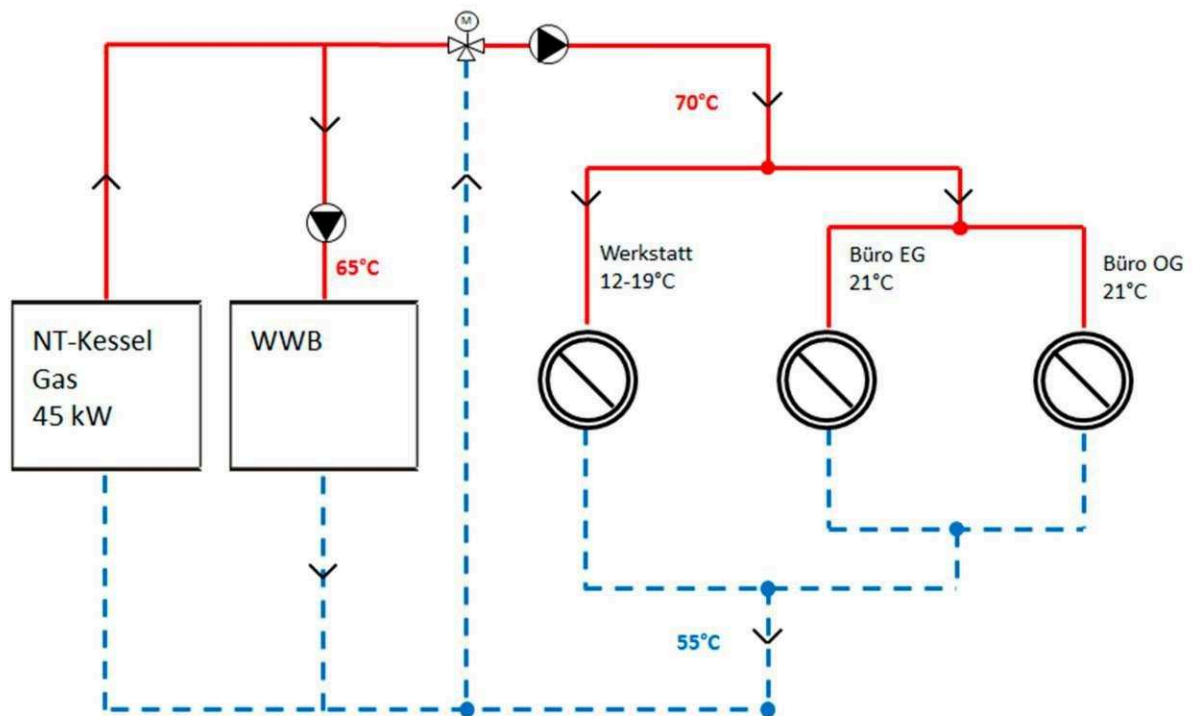 M
70°C
65°C
Werkstatt
12-19°C
Büro EG
21°C
Büro OG
21°C
NT-Kessel
Gas
45 kW
WWB
55°C